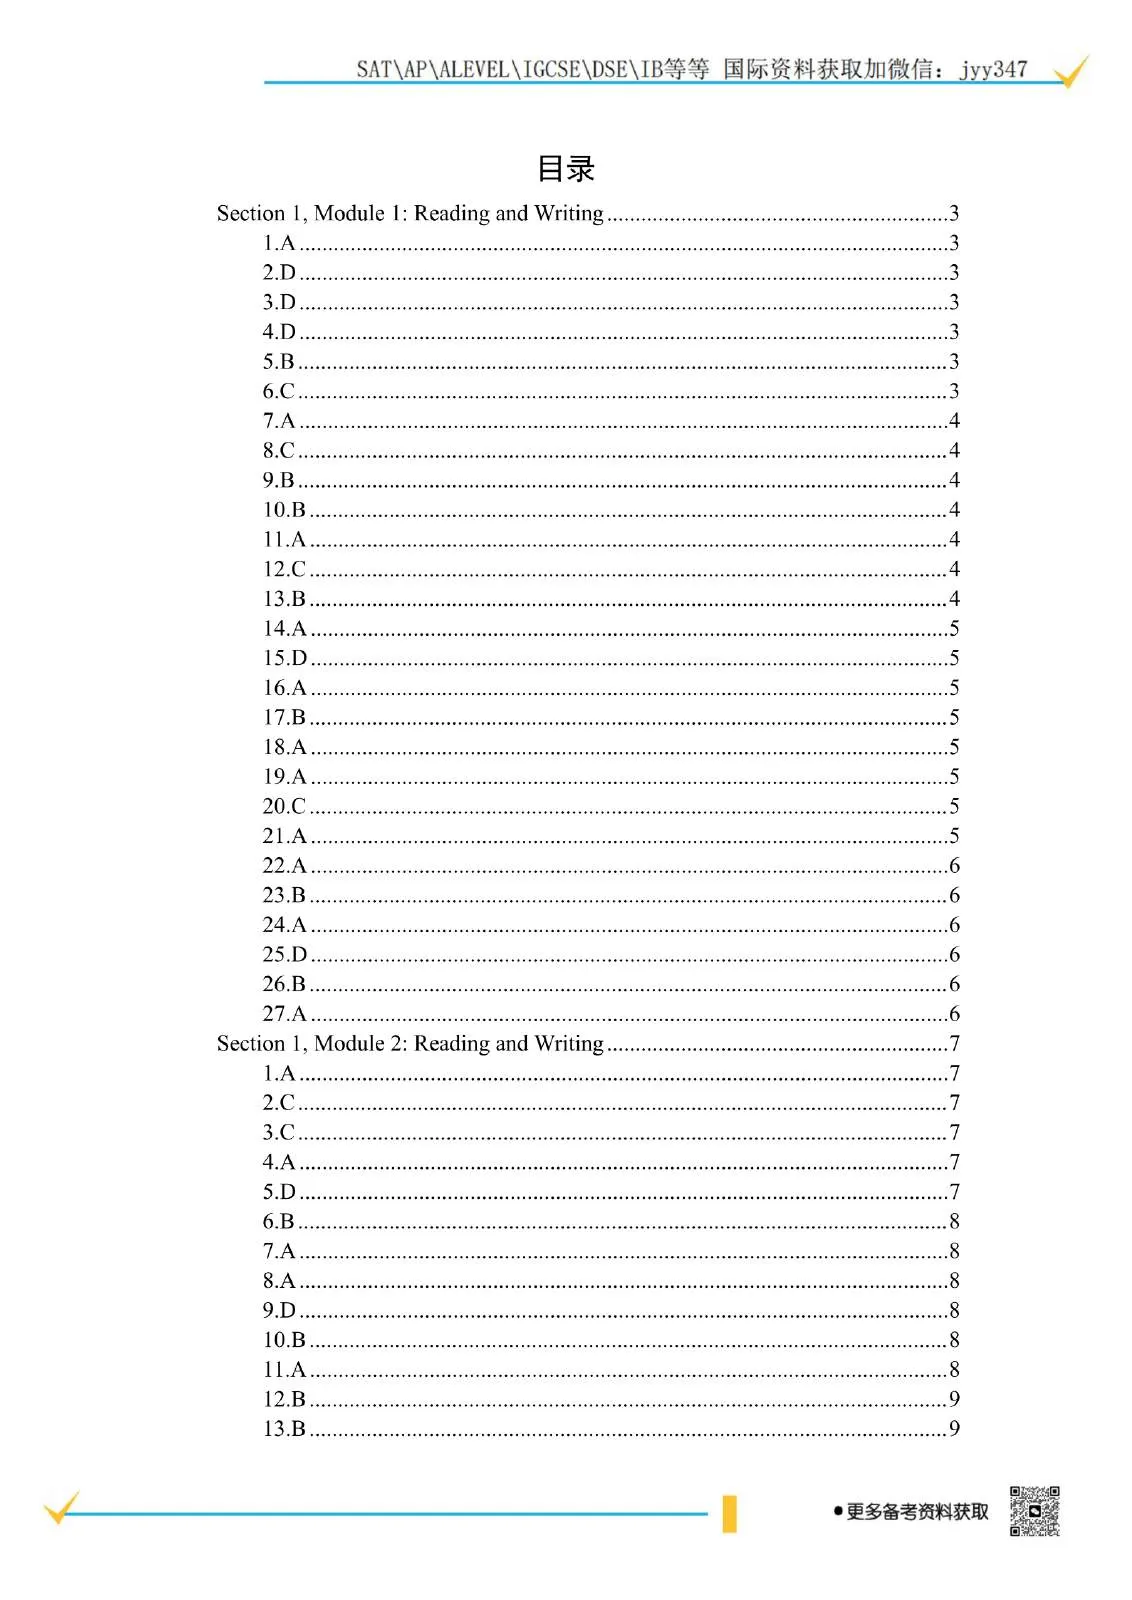 SAT\AP\ALEVEL\IGCSE\DSE\IB等等 国际资料获取加微信：jyy347
目录
Section 1, Module 1: Reading and Writing 3
1.A 3
2.D 3
3.D 3
4.D 3
5.B 3
6.C 3
7.A 4
8.C 4
9.B 4
10.B 4
11.A 4
12.C 4
13.B 4
14.A 5
15.D 5
16.A 5
17.B 5
18.A 5
19.A 5
20.C 5
21.A 5
22.A 6
23.B 6
24.A 6
25.D 6
26.B 6
27.A 6
Section 1, Module 2: Reading and Writing 7
1.A 7
2.C 7
3.C 7
4.A 7
5.D 7
6.B 8
7.A 8
8.A 8
9.D 8
10.B 8
11.A 8
12.B 9
13.B 9
●更多备考资料获取